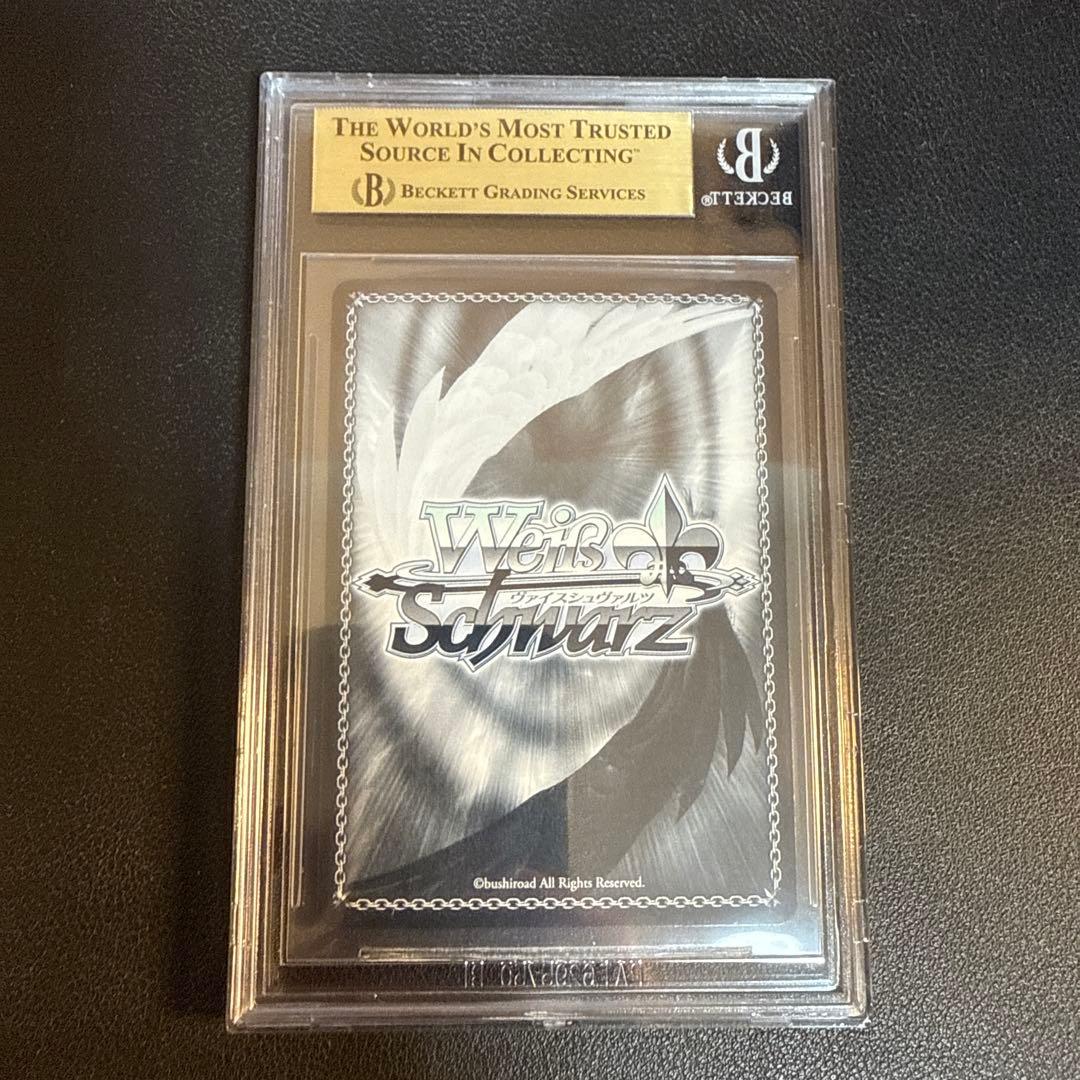 THE WORLD'S MOST TRUSTED
SOURCE IN COLLECTING™
B BECKETT GRADING SERVICES
B
BECKETT®
Weiß
ヴァイスシュヴァルツ
Schwarz
©bushiroad All Rights Reserved.